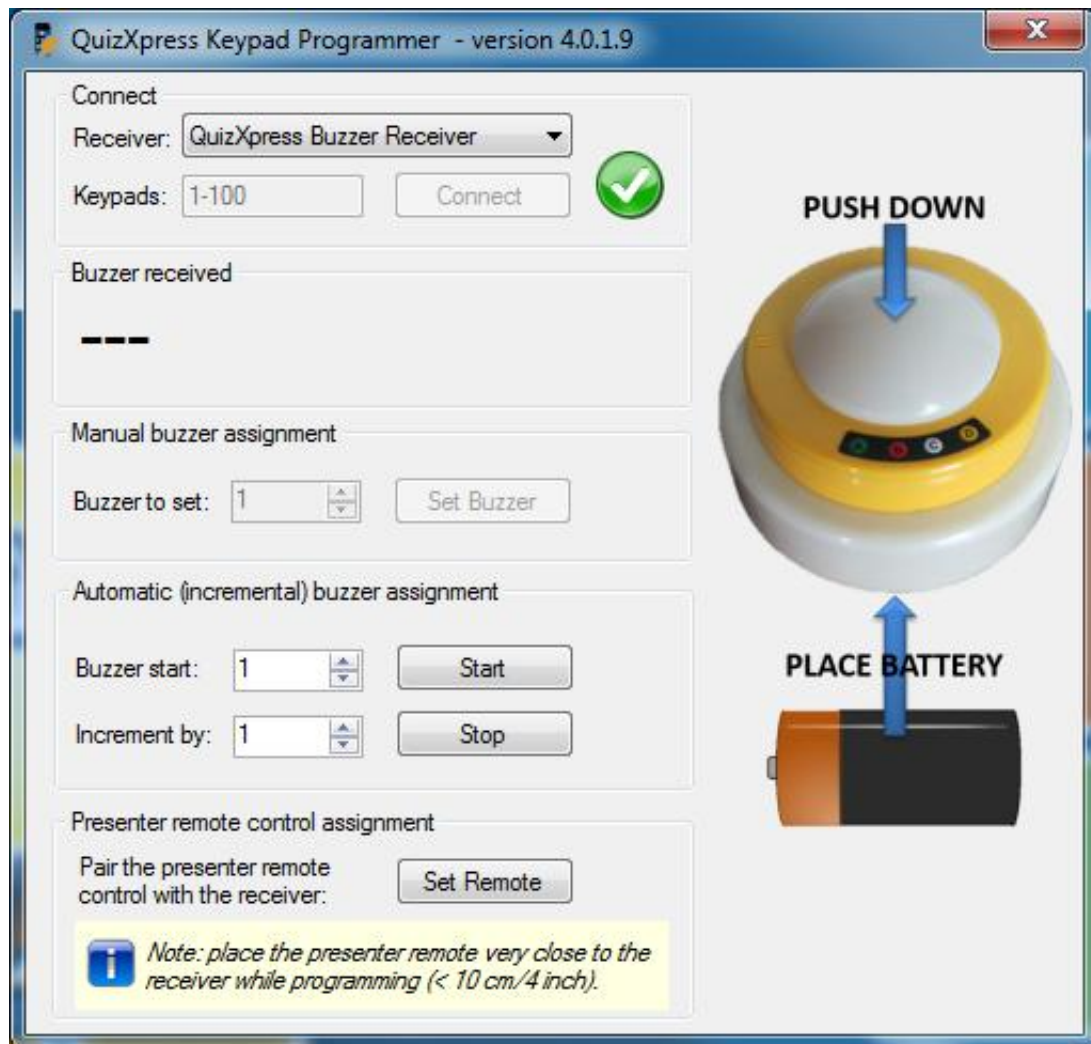 QuizXpress Keypad Programmer - version 4.0.1.9
Connect
Receiver: QuizXpress Buzzer Receiver
Keypads: 1-100 Connect
Buzzer received
---
Manual buzzer assignment
Buzzer to set: 1 Set Buzzer
Automatic (incremental) buzzer assignment
Buzzer start: 1 Start
Increment by: 1 Stop
Presenter remote control assignment
Pair the presenter remote
control with the receiver:
Set Remote
Note: place the presenter remote very close to the
receiver while programming (< 10 cm/4 inch).
PUSH DOWN
A B C D
PLACE BATTERY